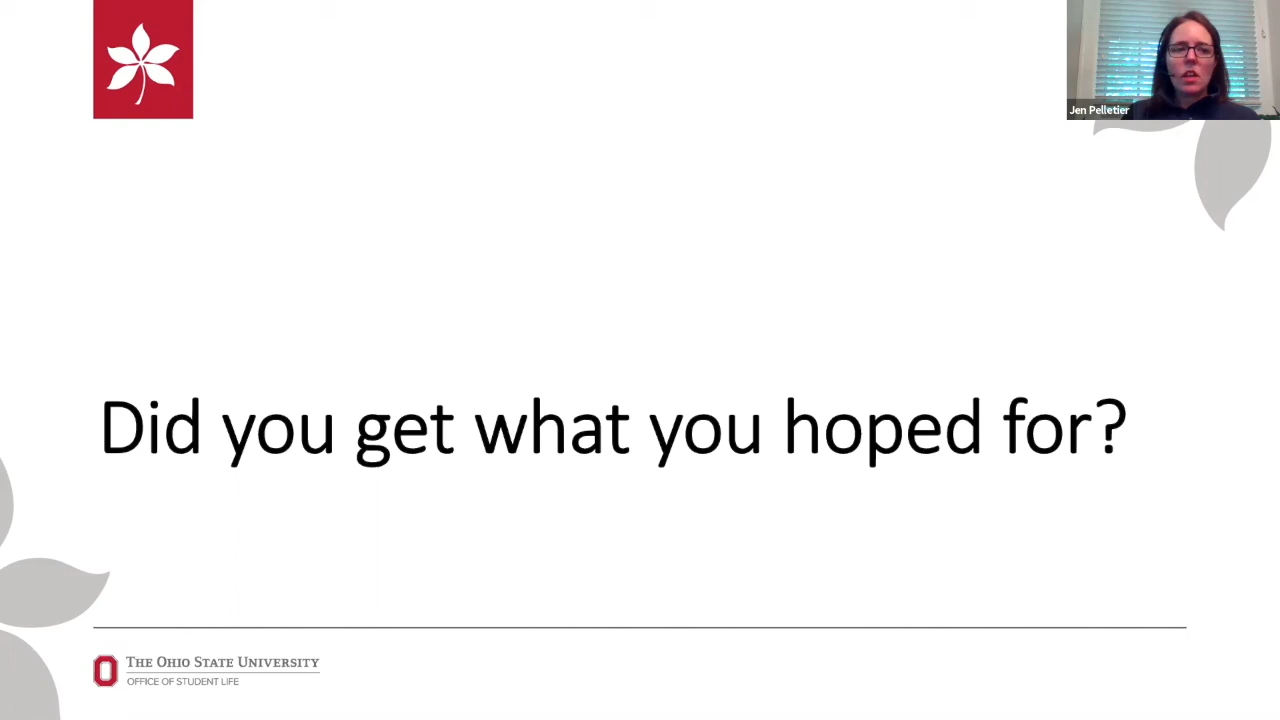 Jen Pelletier
Did you get what you hoped for?
THE OHIO STATE UNIVERSITY
OFFICE OF STUDENT LIFE